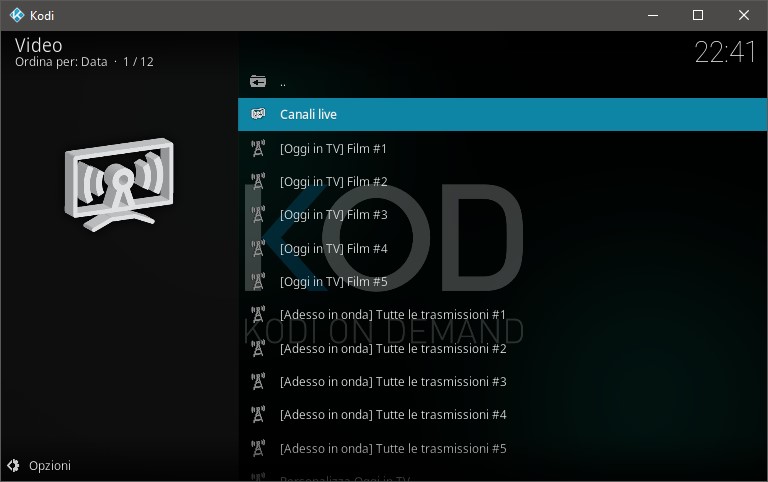 Kodi
Video
Ordina per: Data · 1 / 12
22:41
..
Canali live
[Oggi in TV] Film #1
[Oggi in TV] Film #2
[Oggi in TV] Film #3
[Oggi in TV] Film #4
[Oggi in TV] Film #5
[Adesso in onda] Tutte le trasmissioni #1
[Adesso in onda] Tutte le trasmissioni #2
[Adesso in onda] Tutte le trasmissioni #3
[Adesso in onda] Tutte le trasmissioni #4
[Adesso in onda] Tutte le trasmissioni #5
Personalizza Oggi in TV
KOD
KODI ON DEMAND
Opzioni